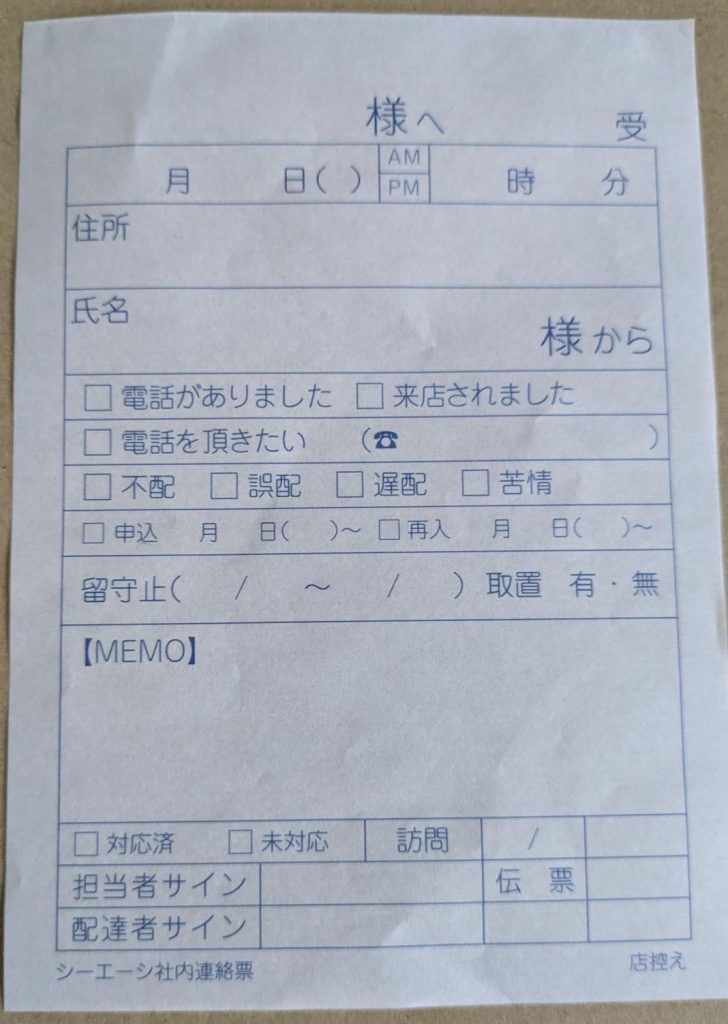 様へ 受
月 日( ) AM PM 時 分
住所
氏名
様から
□ 電話がありました □ 来店されました
□ 電話を頂きたい (☎ )
□ 不配 □ 誤配 □ 遅配 □ 苦情
□ 申込 月 日( )〜 □ 再入 月 日( )〜
留守止( / 〜 / ) 取置 有・無
【MEMO】
□ 対応済 □ 未対応 訪問 /
担当者サイン 伝票
配達者サイン
シーエーシ社内連絡票 店控え